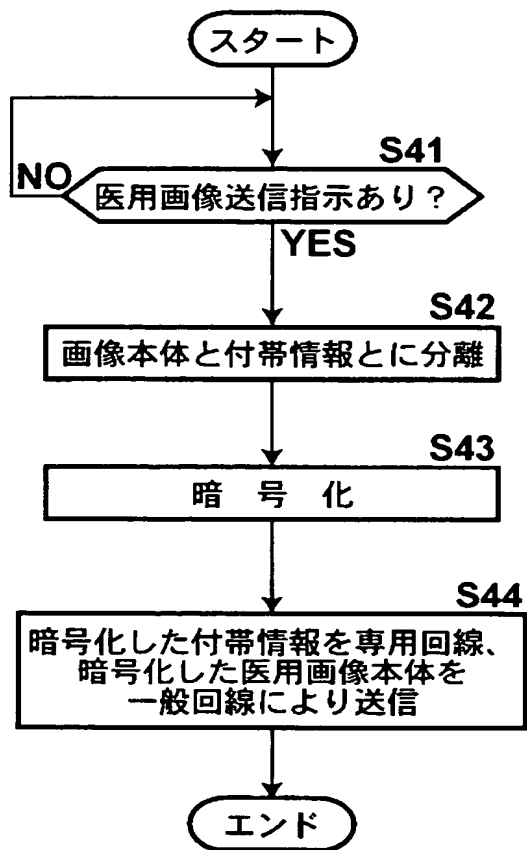 スタート
S41
NO
医用画像送信指示あり?
YES
S42
画像本体と付帯情報とに分離
S43
暗 号 化
S44
暗号化した付帯情報を専用回線、
暗号化した医用画像本体を
一般回線により送信
エンド